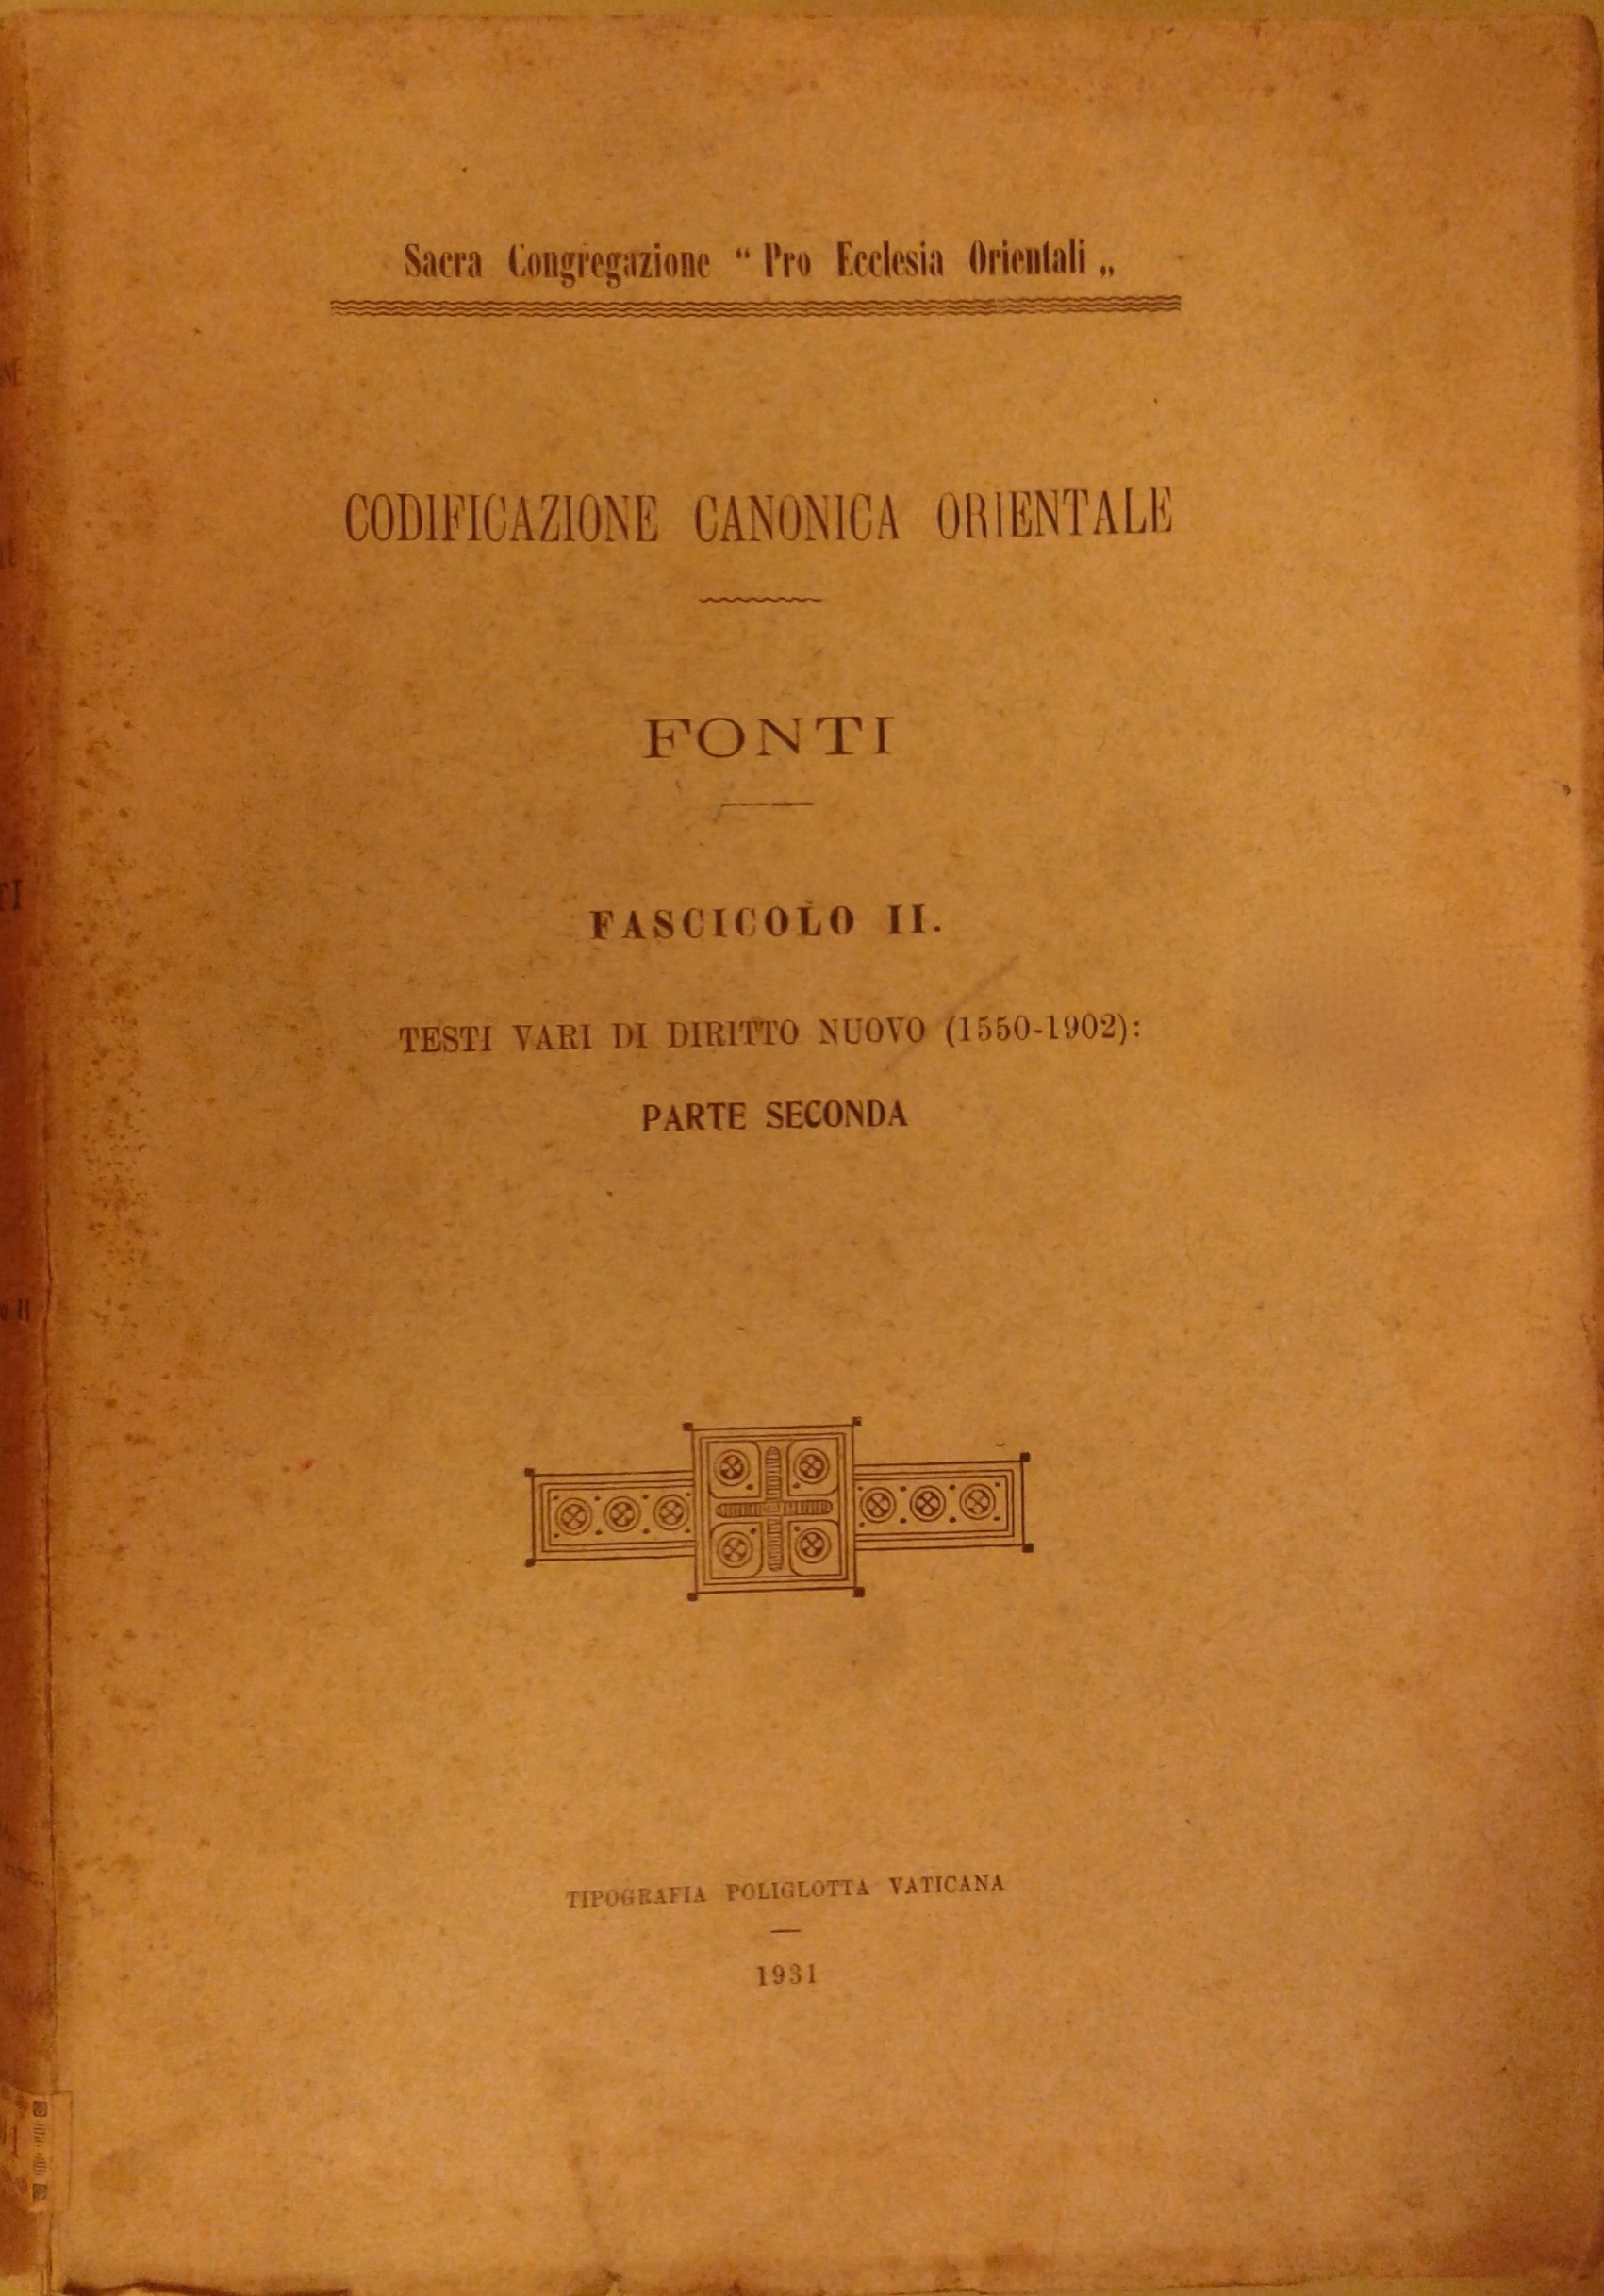 Sacra Congregazione “ Pro Ecclesia Orientali „
CODIFICAZIONE CANONICA ORIENTALE
FONTI
FASCICOLO II.
TESTI VARI DI DIRITTO NUOVO (1550-1902):
PARTE SECONDA
TIPOGRAFIA POLIGLOTTA VATICANA
1931